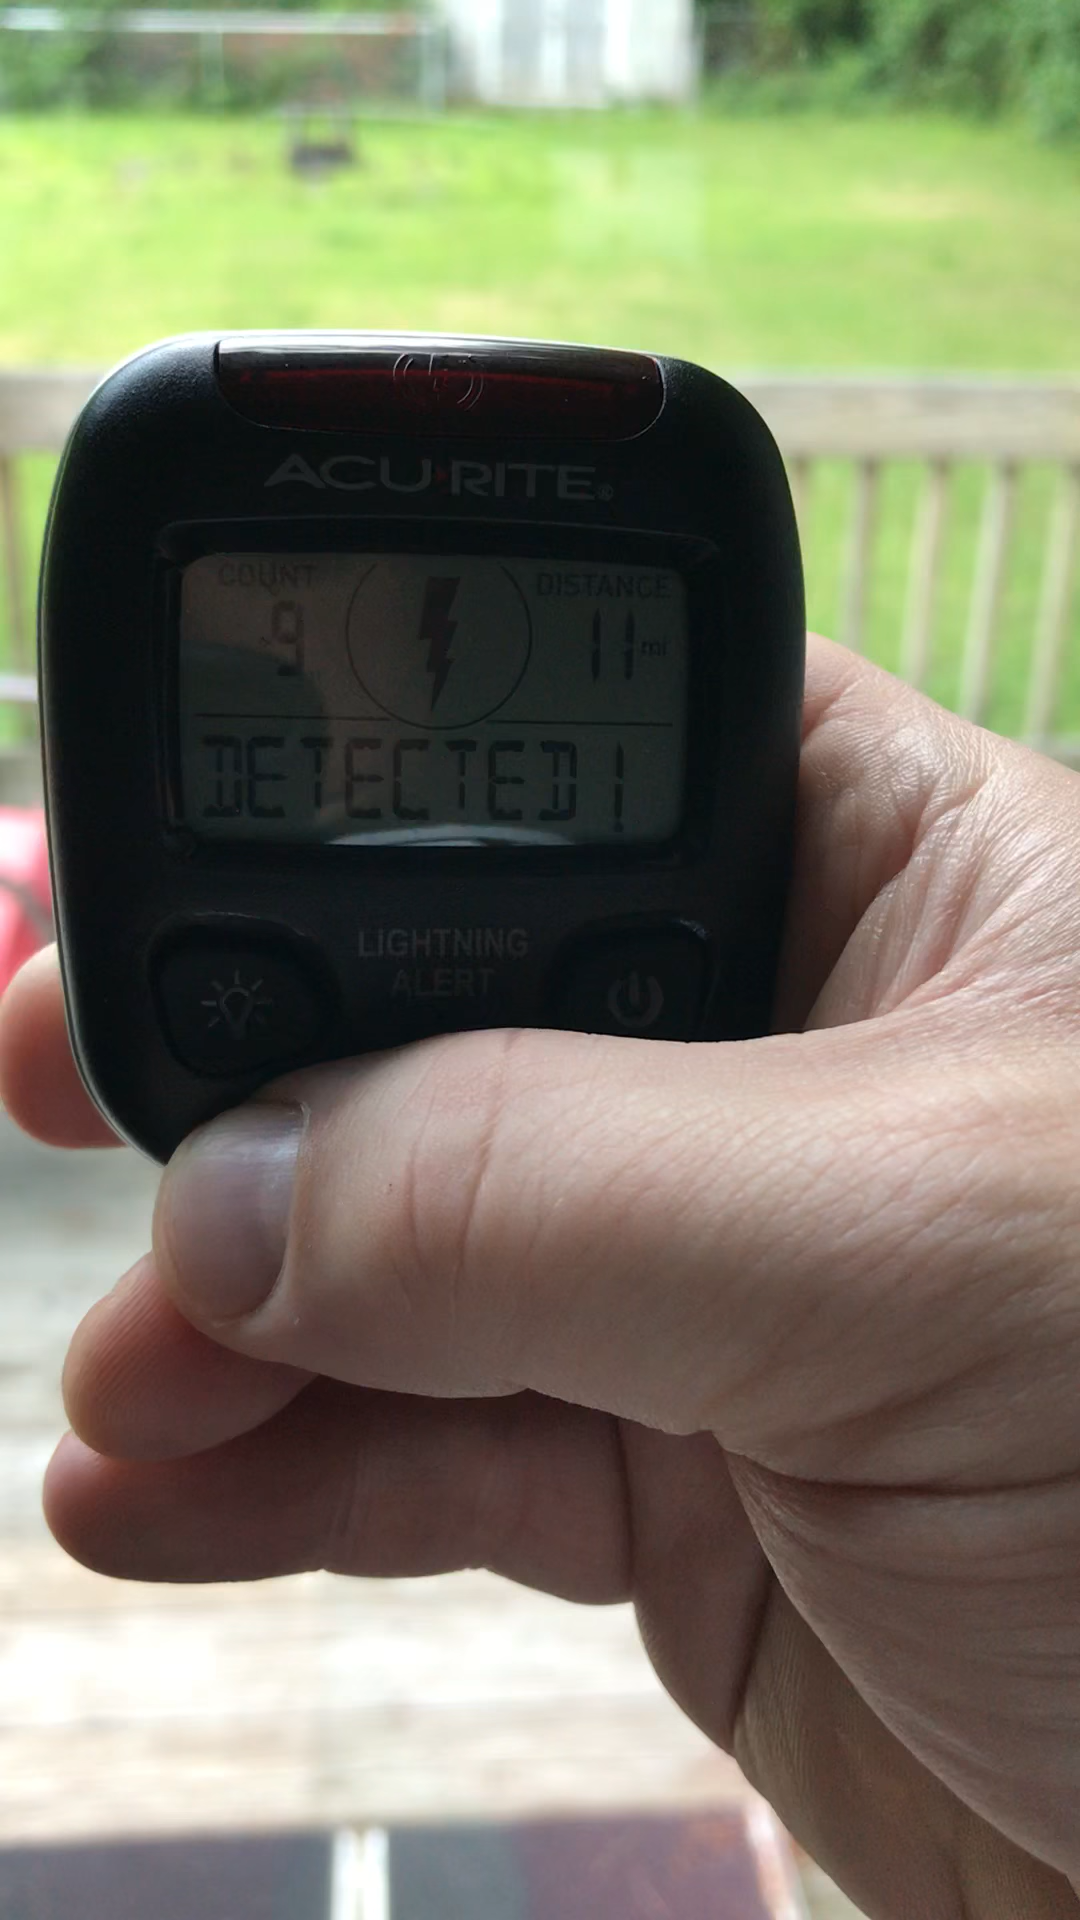 ACU RITE®
COUNT
DISTANCE
9
11 mi
DETECTED!
LIGHTNING
ALERT